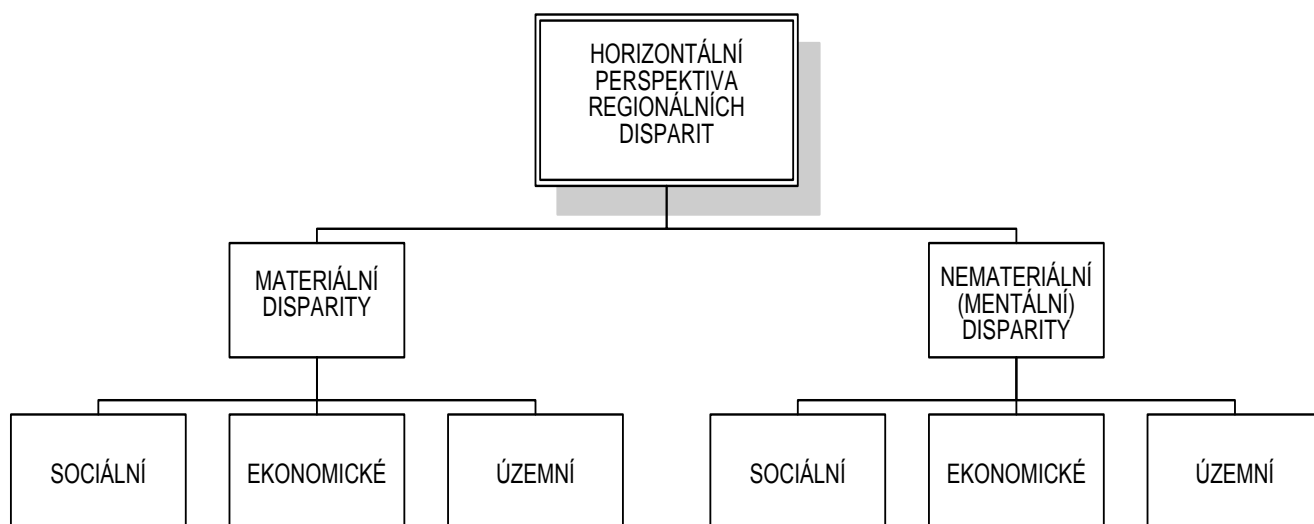 HORIZONTÁLNÍ
PERSPEKTIVA
REGIONÁLNÍCH
DISPARIT
MATERIÁLNÍ
DISPARITY
NEMATERIÁLNÍ
(MENTÁLNÍ)
DISPARITY
SOCIÁLNÍ
EKONOMICKÉ
ÚZEMNÍ
SOCIÁLNÍ
EKONOMICKÉ
ÚZEMNÍ